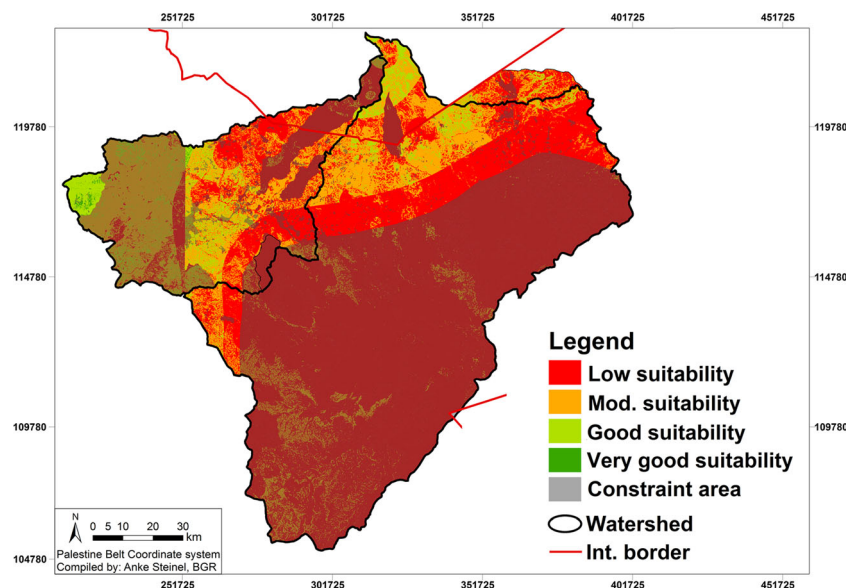 251725 301725 351725 401725 451725
119780 119780
114780 114780
Legend
Low suitability
Mod. suitability
Good suitability
109780 109780
Very good suitability
Constraint area
N
0 5 10 20 30
km
Watershed
Palestine Belt Coordinate system
Int. border
Compiled by: Anke Steinel, BGR
104780 104780
251725 301725 351725 401725 451725